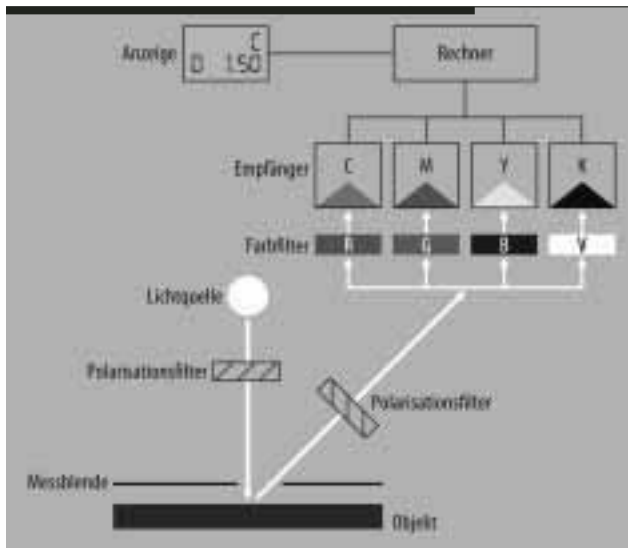 C
Anzeige D 1.50 Rechner
Empfänger C M Y K
Farbfilter R G B V
Lichtquelle
Polarisationsfilter
Polarisationsfilter
Messblende
Objekt